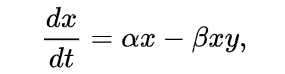 dx/dt = αx − βxy,